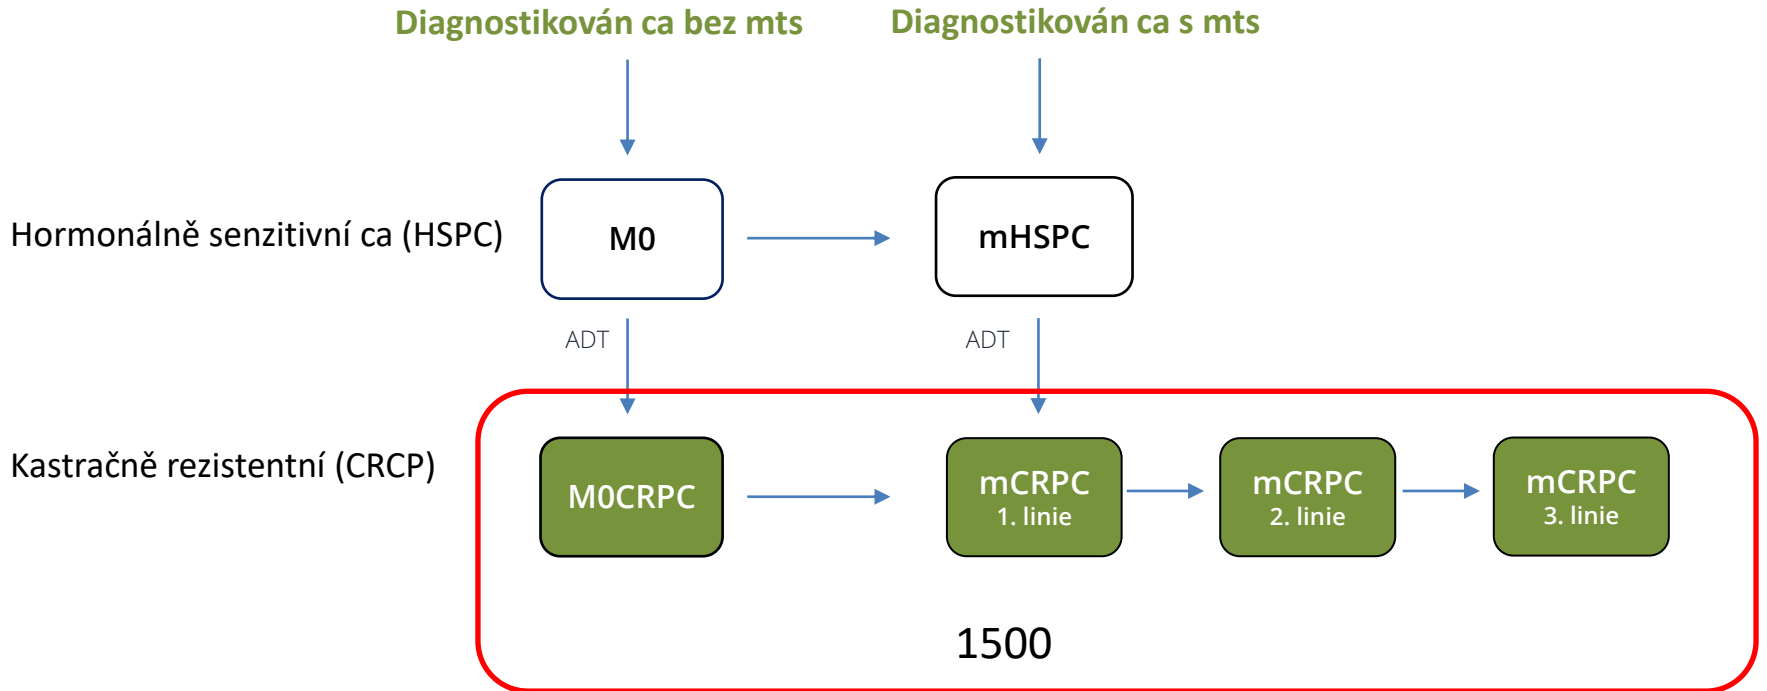 Diagnostikován ca bez mts
Diagnostikován ca s mts
Hormonálně senzitivní ca (HSPC)
M0
mHSPC
ADT
ADT
Kastračně rezistentní (CRCP)
M0CRPC
mCRPC
1. linie
mCRPC
2. linie
mCRPC
3. linie
1500